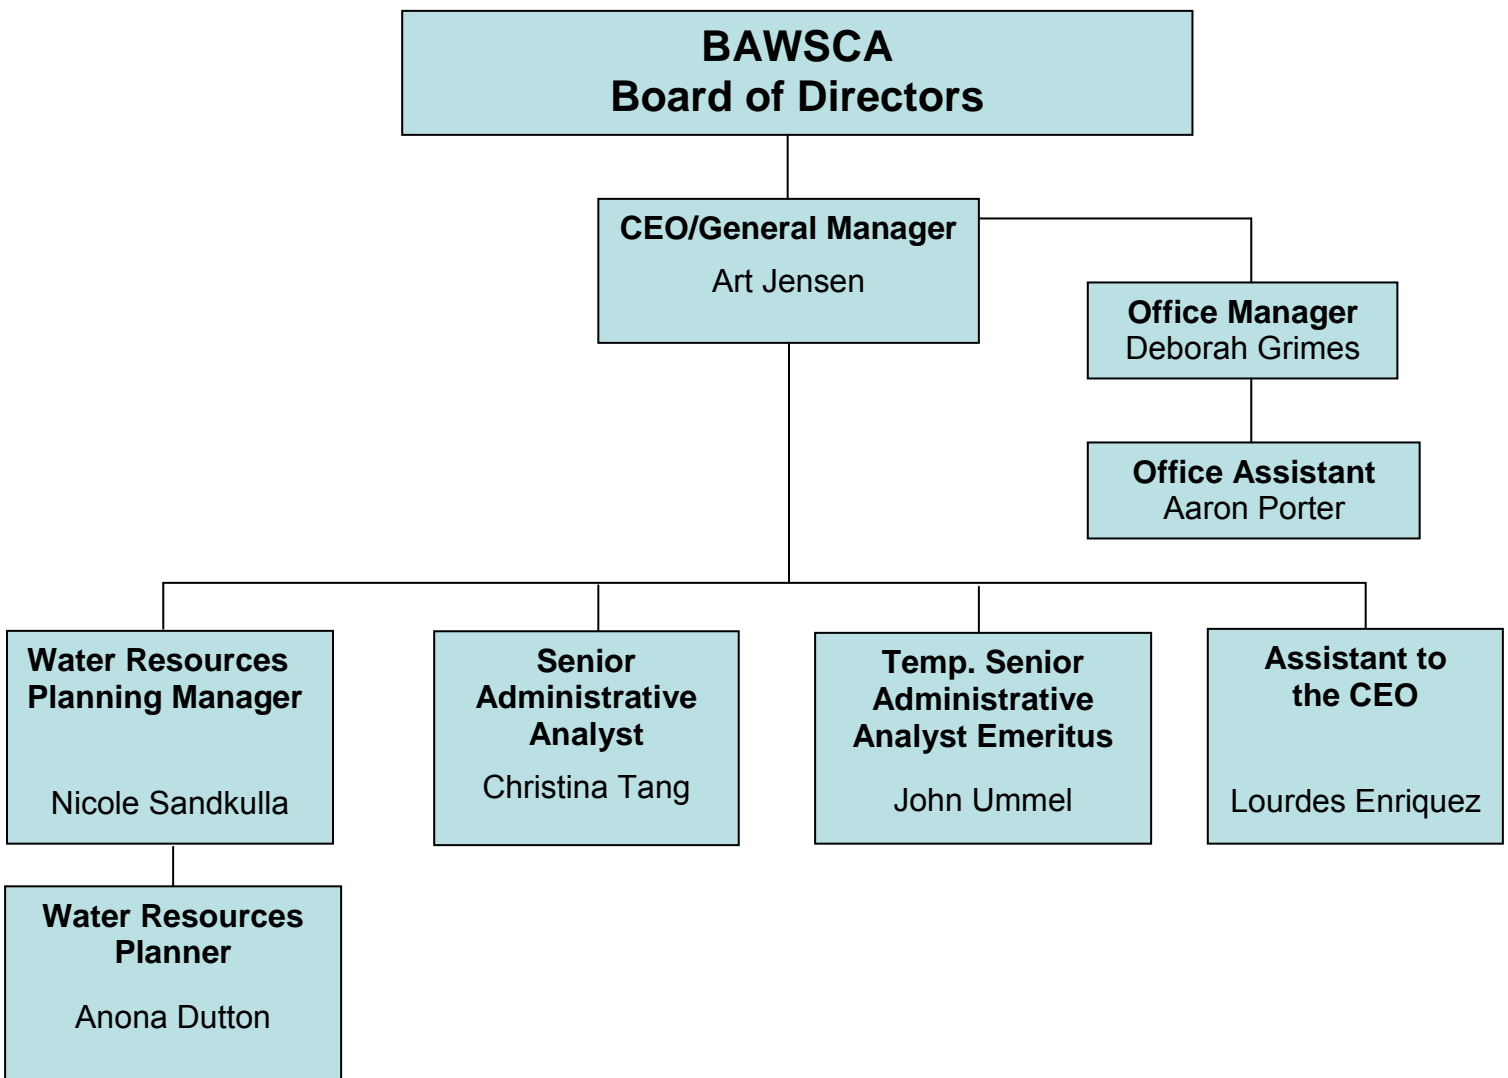 BAWSCA
Board of Directors
CEO/General Manager
Art Jensen
Office Manager
Deborah Grimes
Office Assistant
Aaron Porter
Water Resources
Planning Manager
Nicole Sandkulla
Senior
Administrative
Analyst
Christina Tang
Temp. Senior
Administrative
Analyst Emeritus
John Ummel
Assistant to
the CEO
Lourdes Enriquez
Water Resources
Planner
Anona Dutton